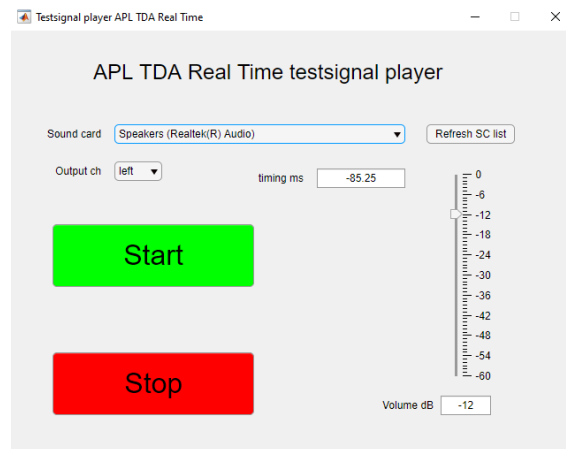 Testsignal player APL TDA Real Time
APL TDA Real Time testsignal player
Sound card Speakers (Realtek(R) Audio) Refresh SC list
Output ch left timing ms -85.25
0
-6
-12
-18
-24
-30
-36
-42
-48
-54
-60
Start
Stop
Volume dB -12